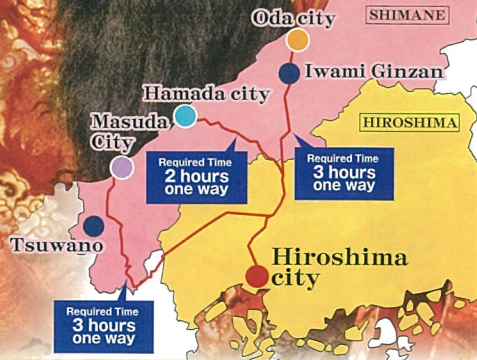 Oda city
SHIMANE
Iwami Ginzan
Hamada city
Masuda
City
HIROSHIMA
Required Time
2 hours
one way
Required Time
3 hours
one way
Tsuwano
Hiroshima
city
Required Time
3 hours
one way